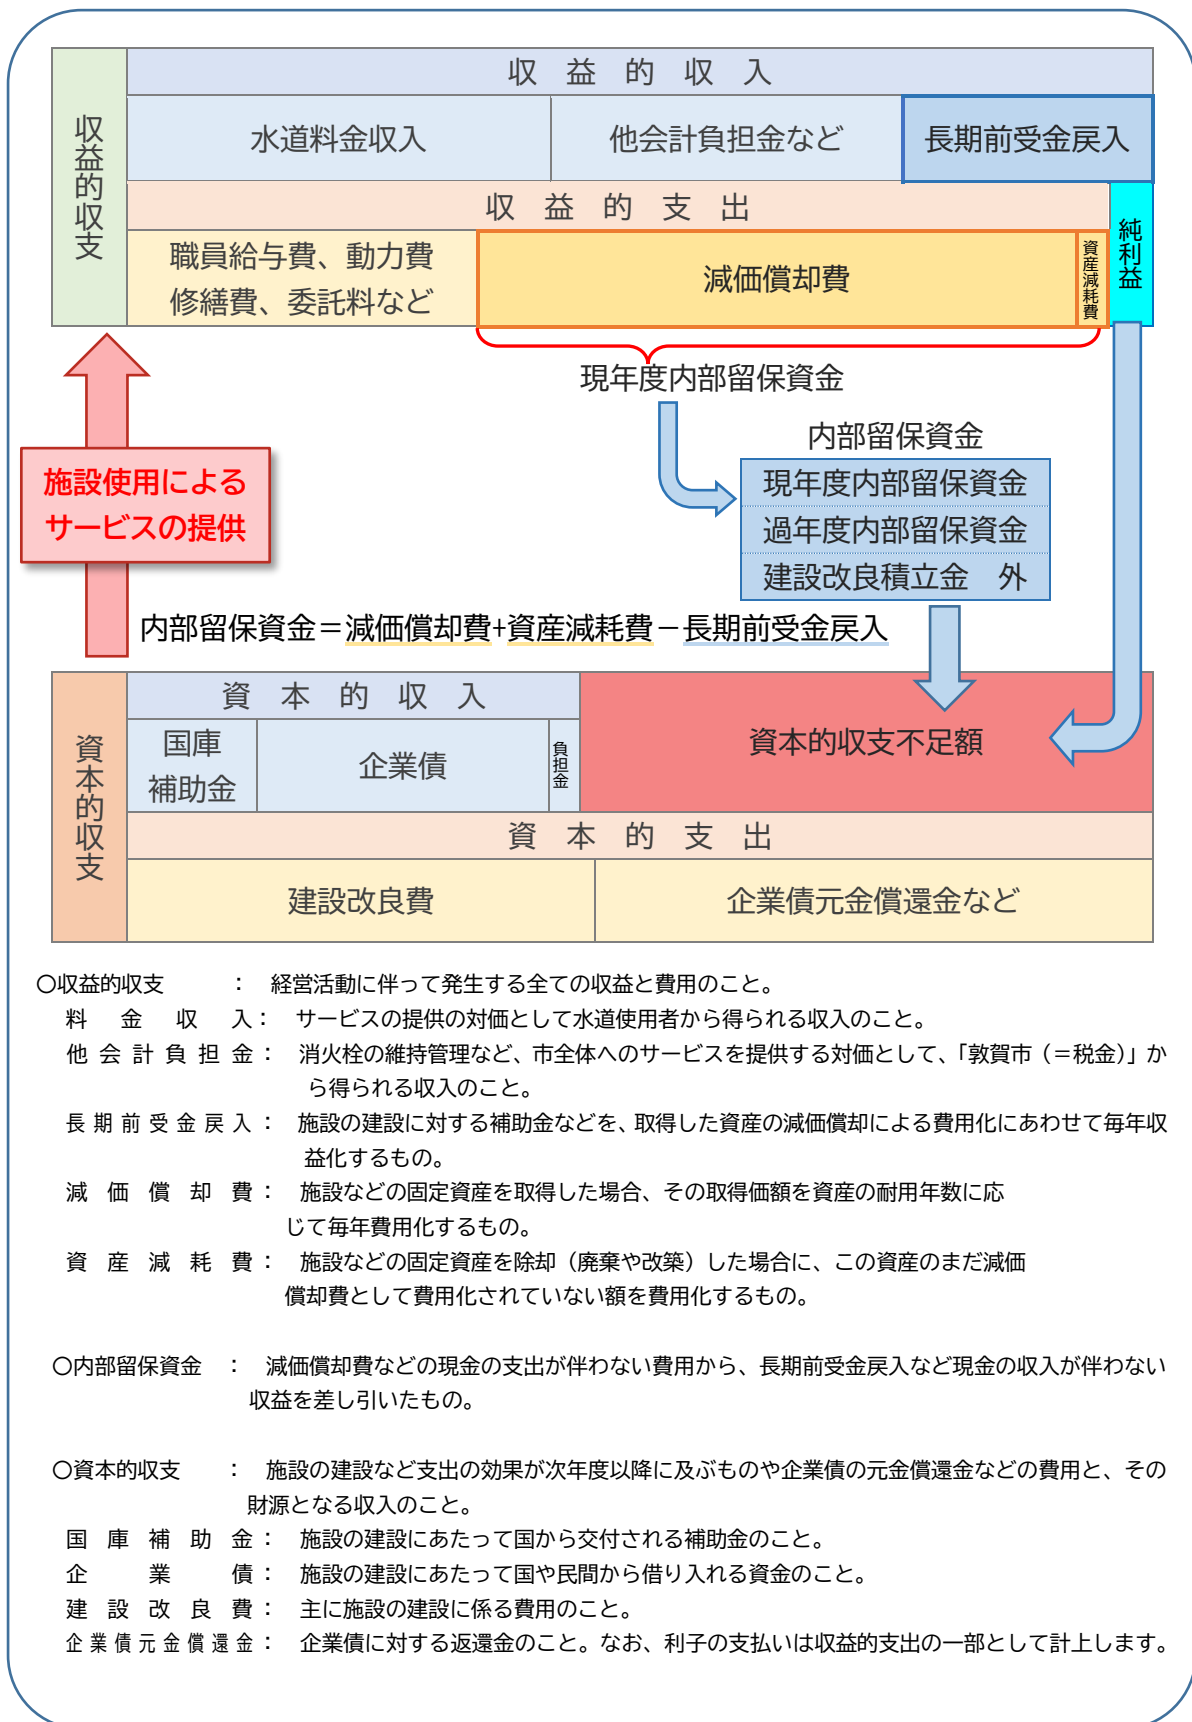 収益的収支
収益的収入
水道料金収入
他会計負担金など
長期前受金戻入
収益的支出
職員給与費、動力費
修繕費、委託料など
減価償却費
資産減耗費
純利益
現年度内部留保資金
内部留保資金
現年度内部留保資金
過年度内部留保資金
建設改良積立金　外
施設使用による
サービスの提供
内部留保資金＝減価償却費+資産減耗費－長期前受金戻入
資本的収支
資本的収入
国庫
補助金
企業債
負担金
資本的収支不足額
資本的支出
建設改良費
企業債元金償還金など
〇収益的収支　：　経営活動に伴って発生する全ての収益と費用のこと。
料金収入：　サービスの提供の対価として水道使用者から得られる収入のこと。
他会計負担金：　消火栓の維持管理など、市全体へのサービスを提供する対価として、「敦賀市（＝税金）」か
ら得られる収入のこと。
長期前受金戻入：　施設の建設に対する補助金などを、取得した資産の減価償却による費用化にあわせて毎年収
益化するもの。
減価償却費：　施設などの固定資産を取得した場合、その取得価額を資産の耐用年数に応
じて毎年費用化するもの。
資産減耗費：　施設などの固定資産を除却（廃棄や改築）した場合に、この資産のまだ減価
償却費として費用化されていない額を費用化するもの。
〇内部留保資金　：　減価償却費などの現金の支出が伴わない費用から、長期前受金戻入など現金の収入が伴わない
収益を差し引いたもの。
〇資本的収支　：　施設の建設など支出の効果が次年度以降に及ぶものや企業債の元金償還金などの費用と、その
財源となる収入のこと。
国庫補助金：　施設の建設にあたって国から交付される補助金のこと。
企業債：　施設の建設にあたって国や民間から借り入れる資金のこと。
建設改良費：　主に施設の建設に係る費用のこと。
企業債元金償還金：　企業債に対する返還金のこと。なお、利子の支払いは収益的支出の一部として計上します。